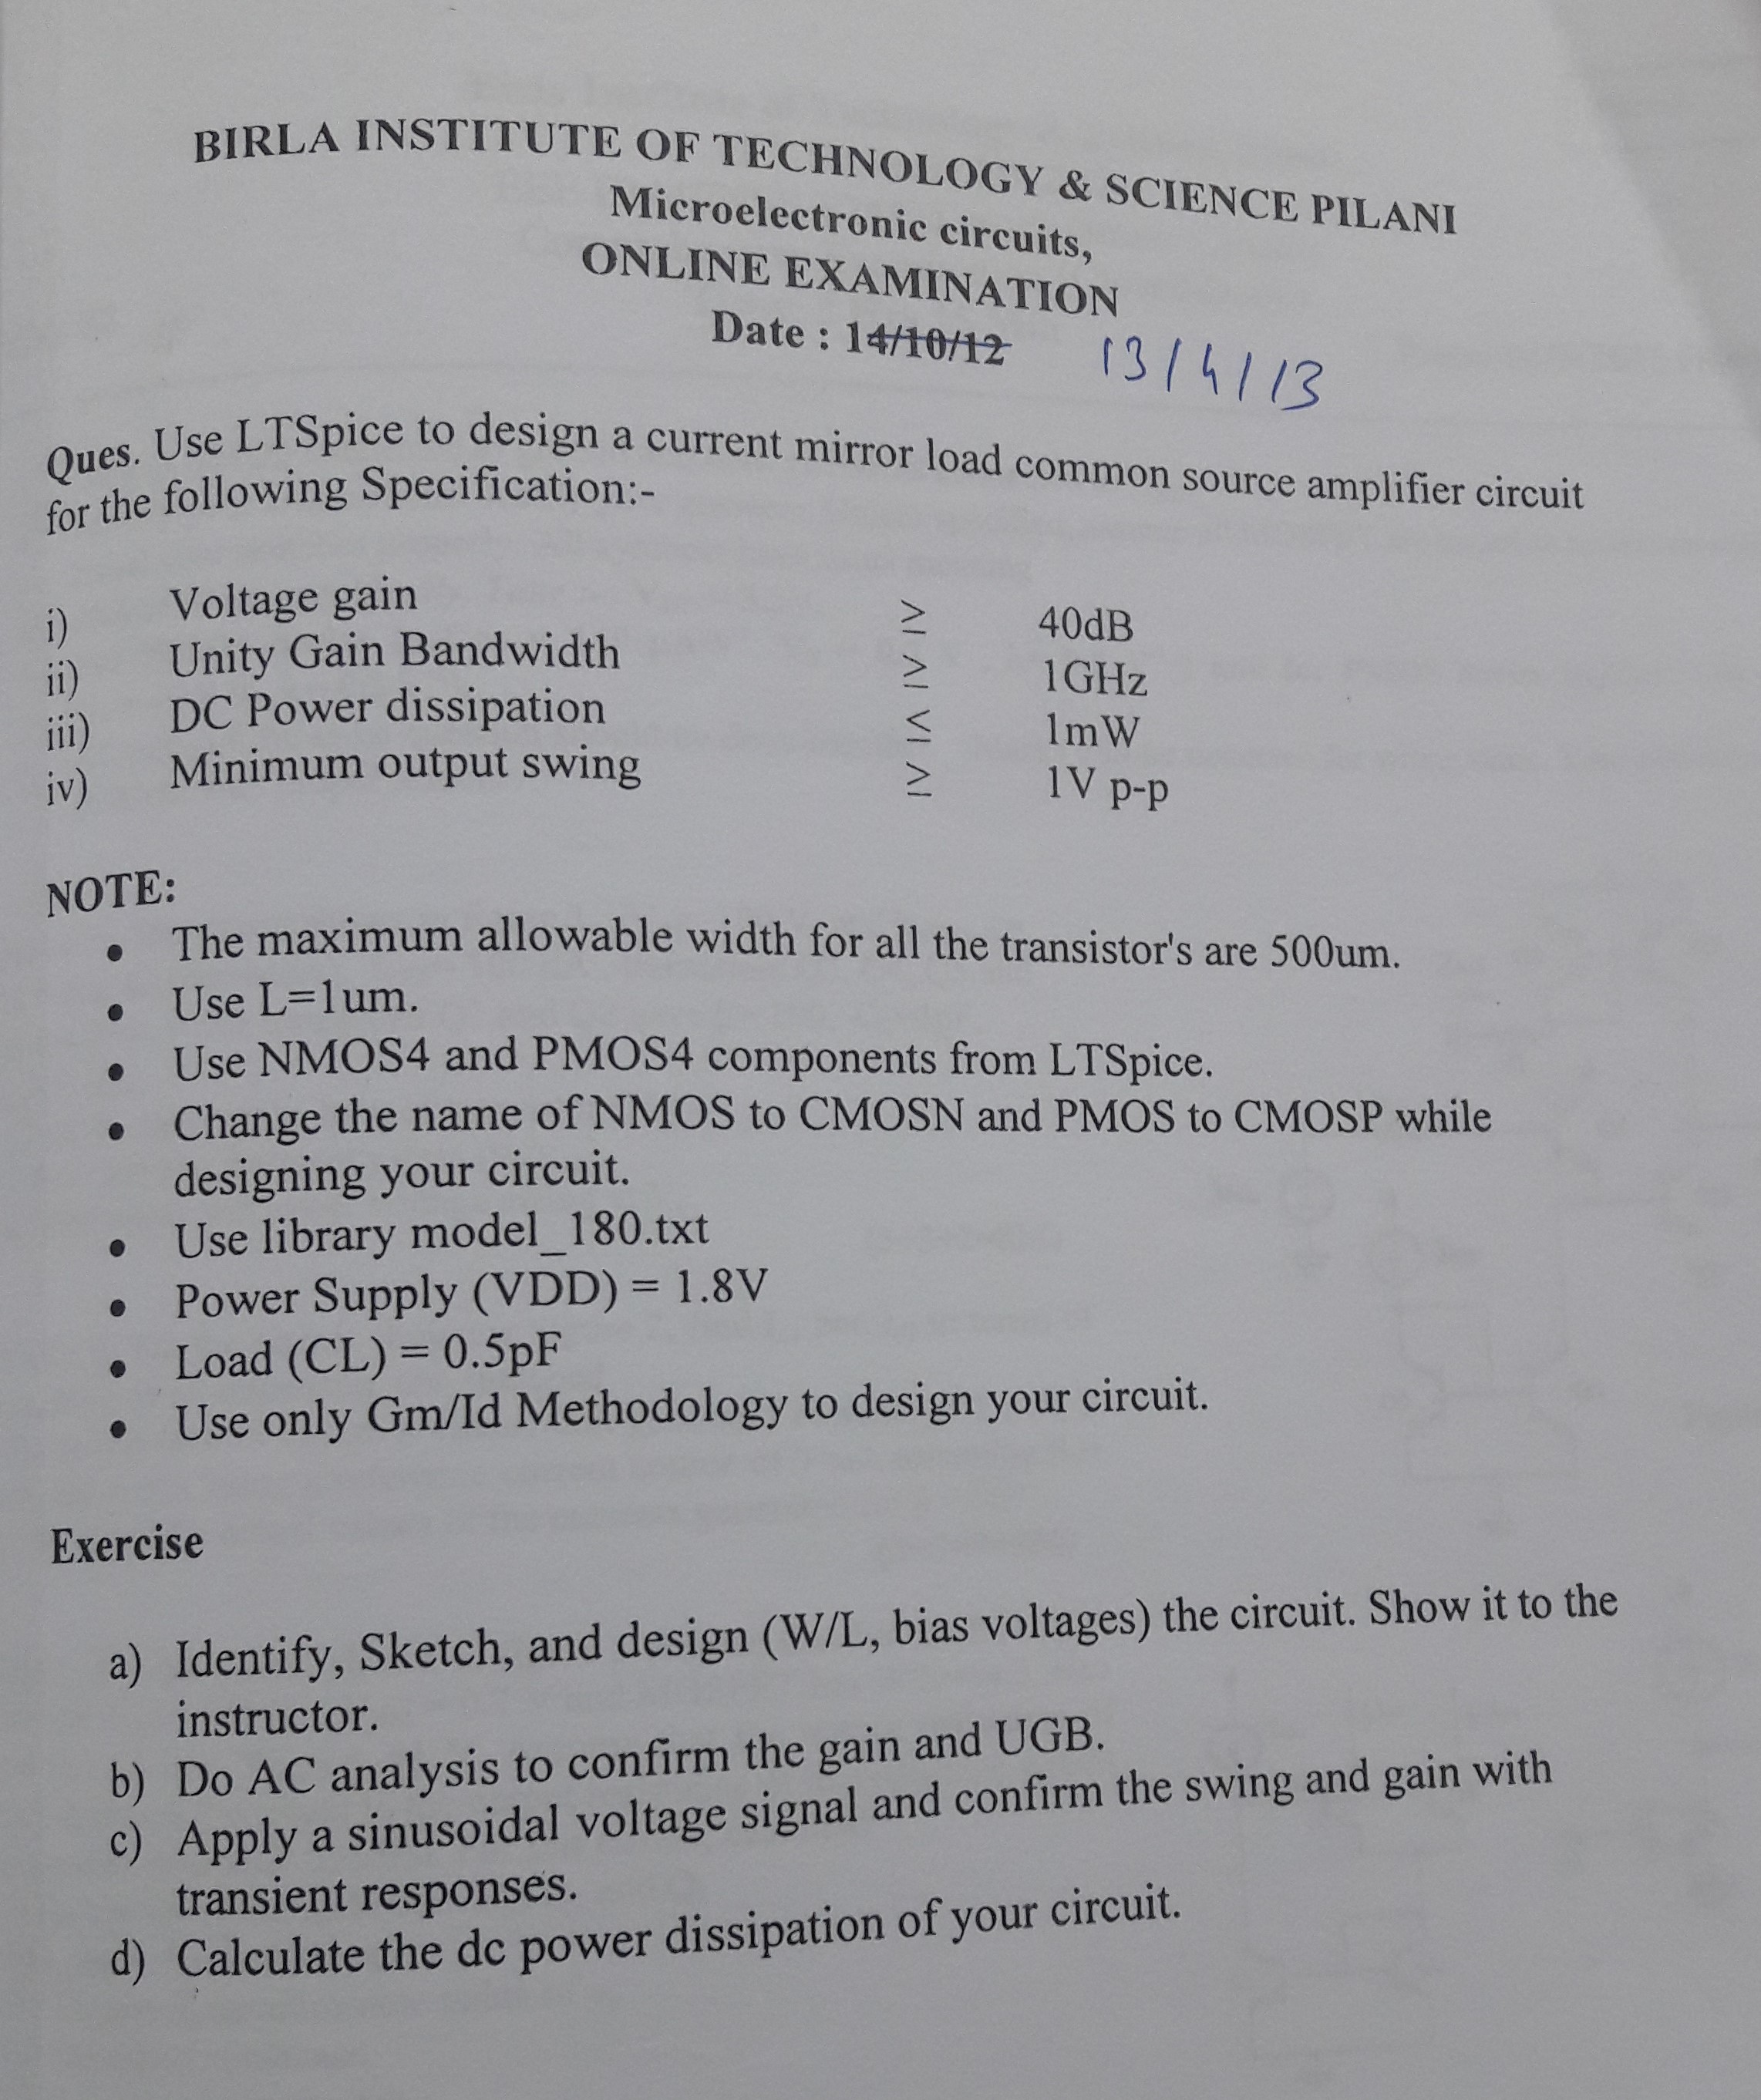 BIRLA INSTITUTE OF TECHNOLOGY & SCIENCE PILANI
Microelectronic circuits,
ONLINE EXAMINATION
Date : 14/10/12 13/4/13
Ques. Use LTSpice to design a current mirror load common source amplifier circuit
for the following Specification:-
i) Voltage gain ≥ 40dB
ii) Unity Gain Bandwidth ≥ 1GHz
iii) DC Power dissipation ≤ 1mW
iv) Minimum output swing ≥ 1V p-p
NOTE:
• The maximum allowable width for all the transistor's are 500um.
• Use L=1um.
• Use NMOS4 and PMOS4 components from LTSpice.
• Change the name of NMOS to CMOSN and PMOS to CMOSP while
designing your circuit.
• Use library model_180.txt
• Power Supply (VDD) = 1.8V
• Load (CL) = 0.5pF
• Use only Gm/Id Methodology to design your circuit.
Exercise
a) Identify, Sketch, and design (W/L, bias voltages) the circuit. Show it to the
instructor.
b) Do AC analysis to confirm the gain and UGB.
c) Apply a sinusoidal voltage signal and confirm the swing and gain with
transient responses.
d) Calculate the dc power dissipation of your circuit.